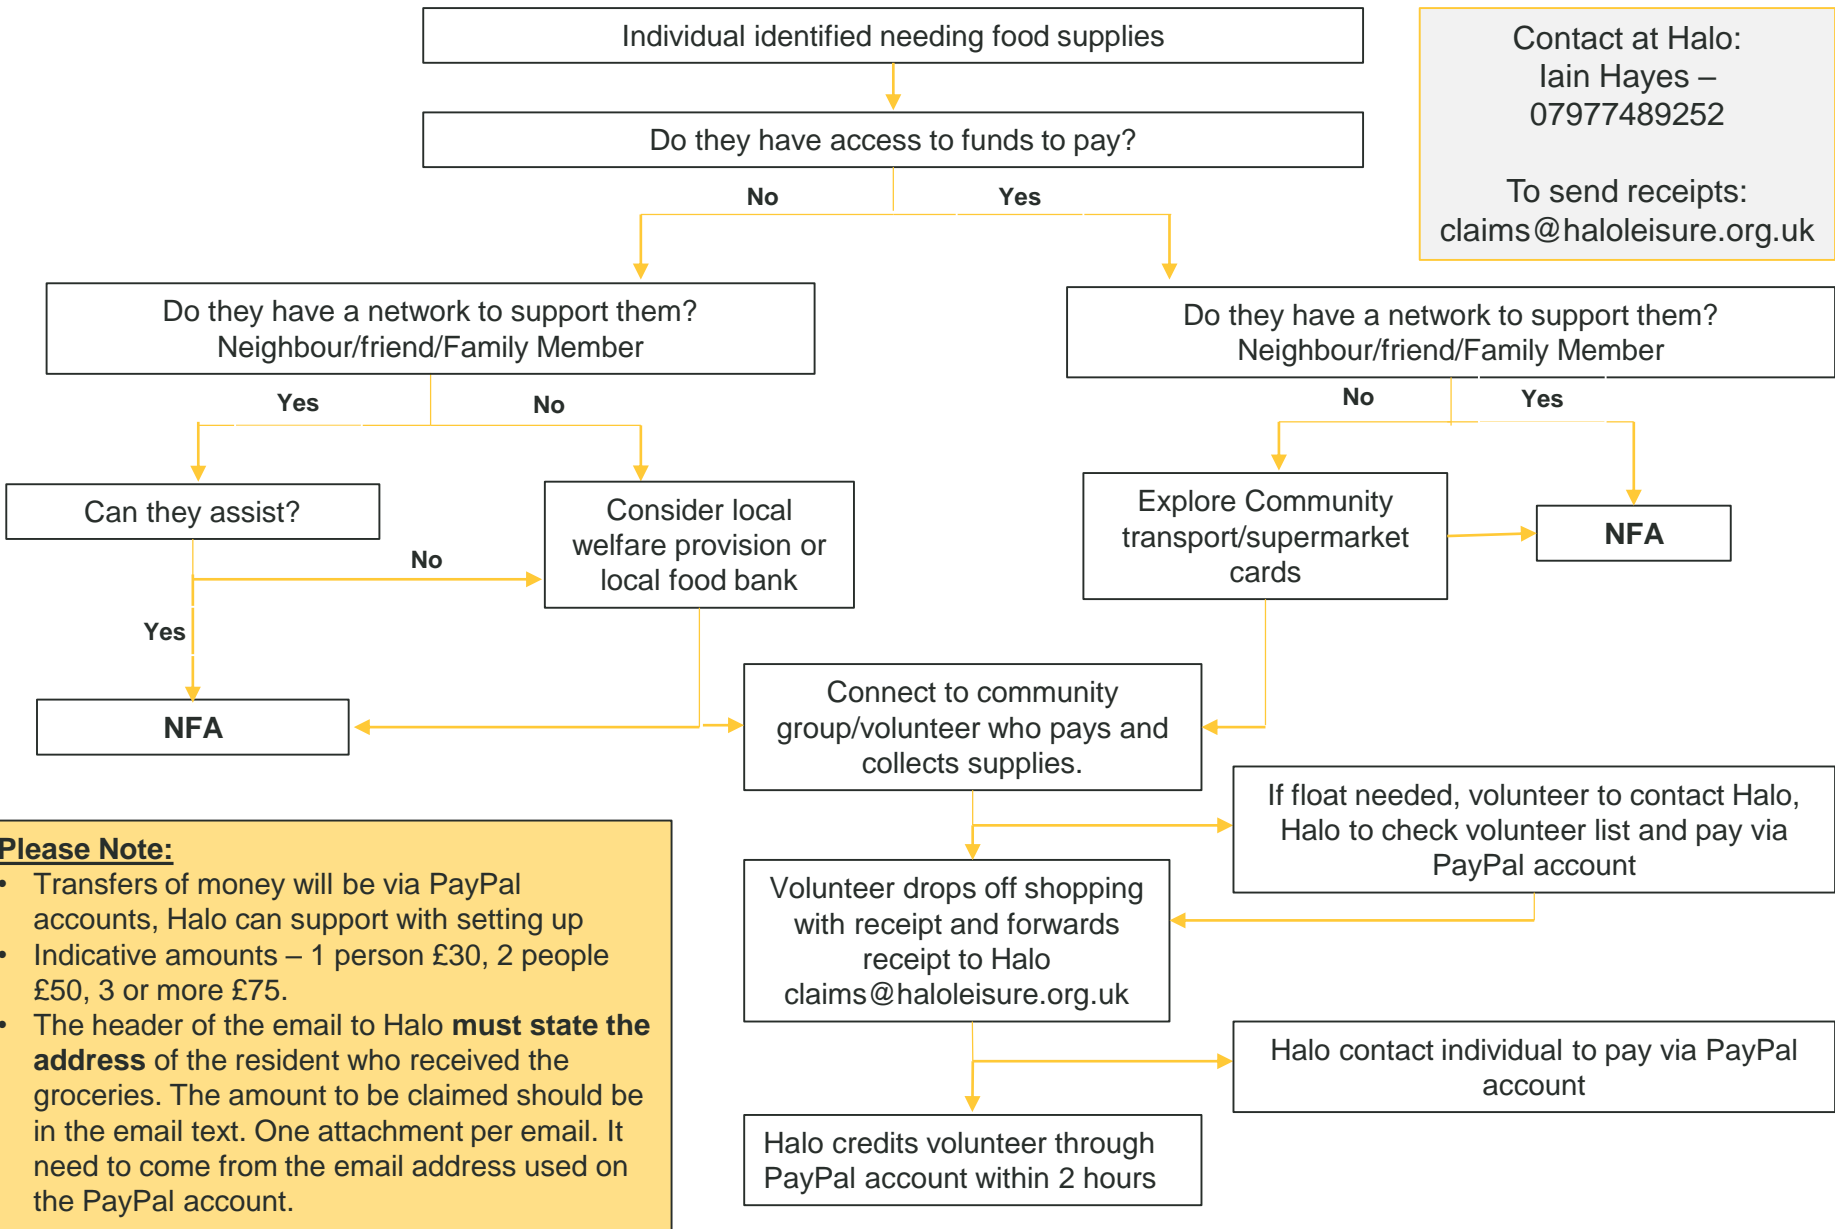 Individual identified needing food supplies
Contact at Halo:
Iain Hayes –
07977489252
To send receipts:
claims@haloleisure.org.uk
Do they have access to funds to pay?
No
Yes
Do they have a network to support them?
Neighbour/friend/Family Member
Do they have a network to support them?
Neighbour/friend/Family Member
Yes
No
No
Yes
Can they assist?
Consider local
welfare provision or
local food bank
Explore Community
transport/supermarket
cards
NFA
No
Yes
NFA
Connect to community
group/volunteer who pays and
collects supplies.
If float needed, volunteer to contact Halo,
Halo to check volunteer list and pay via
PayPal account
Please Note:
• Transfers of money will be via PayPal
accounts, Halo can support with setting up
• Indicative amounts – 1 person £30, 2 people
£50, 3 or more £75.
• The header of the email to Halo must state the
address of the resident who received the
groceries. The amount to be claimed should be
in the email text. One attachment per email. It
need to come from the email address used on
the PayPal account.
Volunteer drops off shopping
with receipt and forwards
receipt to Halo
claims@haloleisure.org.uk
Halo contact individual to pay via PayPal
account
Halo credits volunteer through
PayPal account within 2 hours